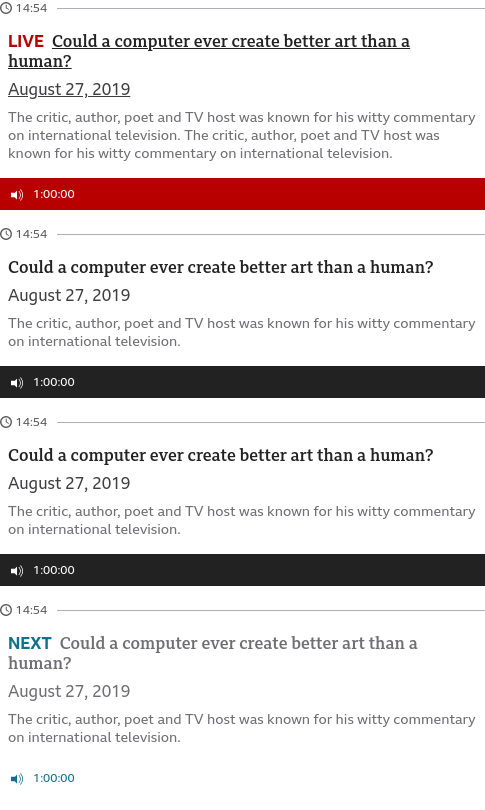 14:54
LIVE Could a computer ever create better art than a
human?
August 27, 2019
The critic, author, poet and TV host was known for his witty commentary
on international television. The critic, author, poet and TV host was
known for his witty commentary on international television.
1:00:00
14:54
Could a computer ever create better art than a human?
August 27, 2019
The critic, author, poet and TV host was known for his witty commentary
on international television.
1:00:00
14:54
Could a computer ever create better art than a human?
August 27, 2019
The critic, author, poet and TV host was known for his witty commentary
on international television.
1:00:00
14:54
NEXT Could a computer ever create better art than a
human?
August 27, 2019
The critic, author, poet and TV host was known for his witty commentary
on international television.
1:00:00